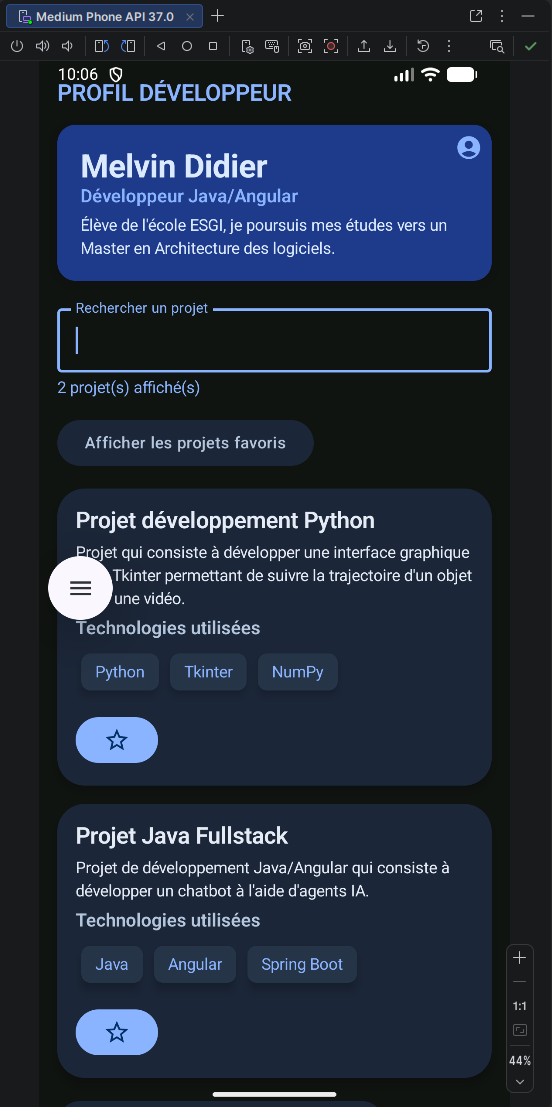 Medium Phone API 37.0
10:06
PROFIL DÉVELOPPEUR
Melvin Didier
Développeur Java/Angular
Élève de l'école ESGI, je poursuis mes études vers un
Master en Architecture des logiciels.
Rechercher un projet
2 projet(s) affiché(s)
Afficher les projets favoris
Projet développement Python
Projet qui consiste à développer une interface graphique
Tkinter permettant de suivre la trajectoire d'un objet
une vidéo.
Technologies utilisées
Python
Tkinter
NumPy
Projet Java Fullstack
Projet de développement Java/Angular qui consiste à
développer un chatbot à l'aide d'agents IA.
Technologies utilisées
Java
Angular
Spring Boot
1:1
44%